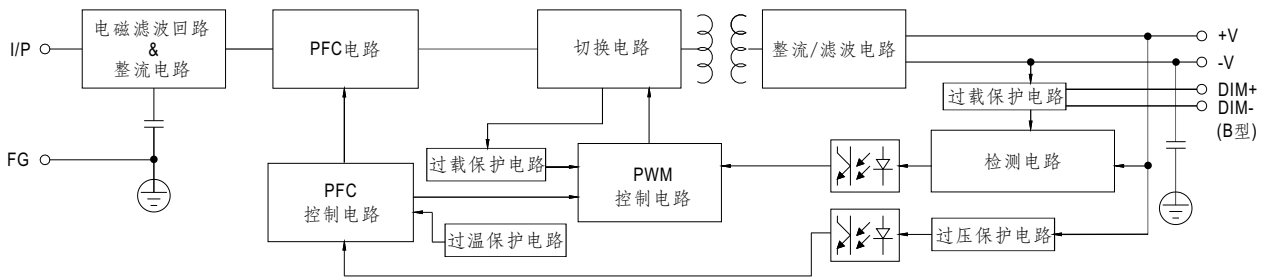 电磁滤波回路
&
整流电路
I/P
PFC电路
切换电路
整流/滤波电路
+V
-V
DIM+
DIM-
(B型)
过载保护电路
FG
过载保护电路
PWM
控制电路
检测电路
PFC
控制电路
过温保护电路
过压保护电路